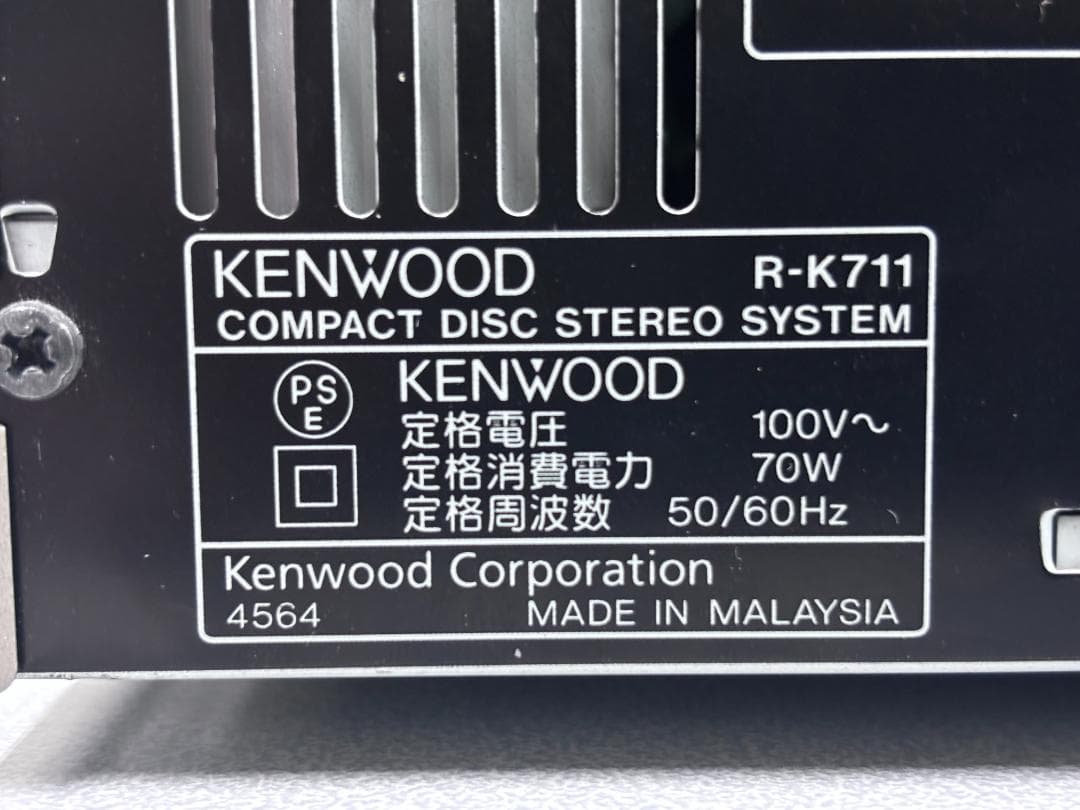 KENWOOD R-K711
COMPACT DISC STEREO SYSTEM
PS
E
KENWOOD
定格電圧 100V～
定格消費電力 70W
定格周波数 50/60Hz
Kenwood Corporation
4564 MADE IN MALAYSIA